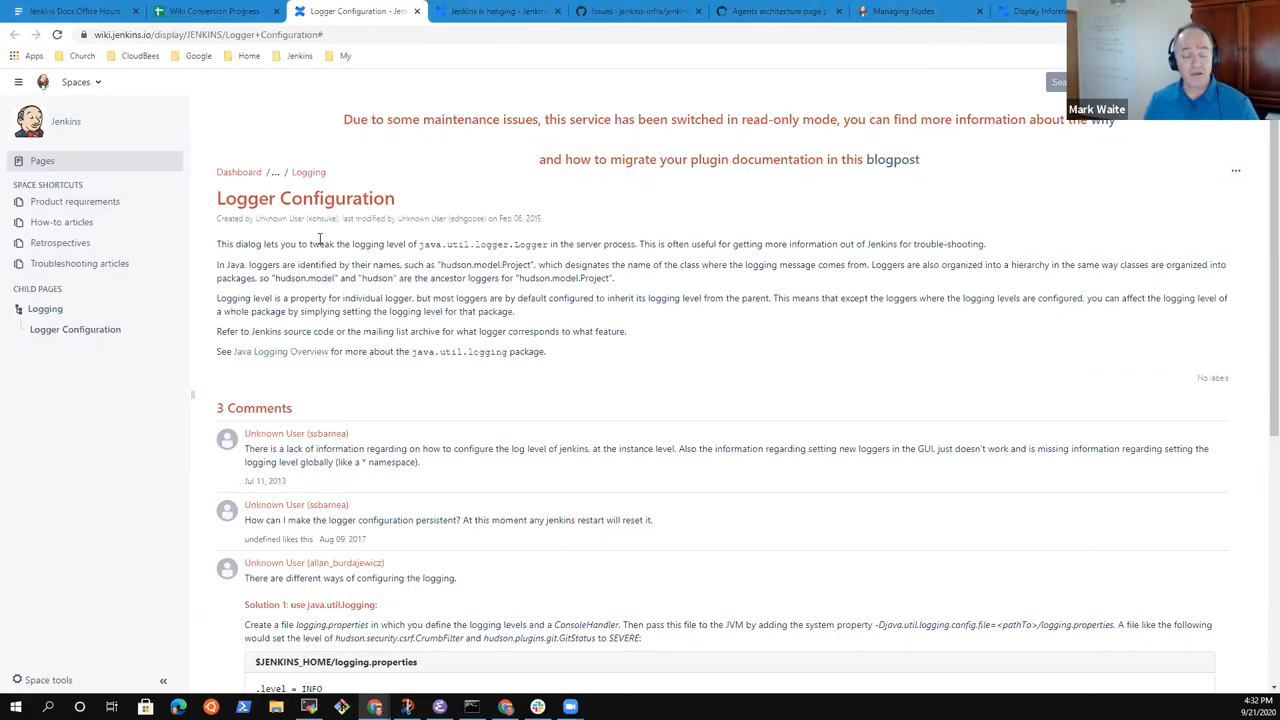 Jenkins Docs Office Hours
Wiki Conversion Progress -
Logger Configuration - Jen
Jenkins is hanging -
Issues · jenkins-infra/jenkin
Agents architecture page
Managing Nodes
Display Inform
wiki.jenkins.io/display/JENKINS/Logger+Configuration#
Apps
Church
CloudBees
Google
Home
Jenkins
My
Spaces
Sea
Mark Waite
Jenkins
Due to some maintenance issues, this service has been switched in read-only mode, you can find more information about the why
and how to migrate your plugin documentation in this blogpost
Pages
SPACE SHORTCUTS
Product requirements
How-to articles
Retrospectives
Troubleshooting articles
CHILD PAGES
Logging
Logger Configuration
Space tools
Dashboard /... / Logging
Logger Configuration
Created by Unknown User (kohsuke), last modified by Unknown User (edhgoose) on Feb 06, 2015
This dialog lets you to tweak the logging level of java.util.logger.Logger in the server process. This is often useful for getting more information out of Jenkins for trouble-shooting.
In Java, loggers are identified by their names, such as "hudson.model.Project", which designates the name of the class where the logging message comes from. Loggers are also organized into a hierarchy in the same way classes are organized into
packages, so "hudson.model" and "hudson" are the ancestor loggers for "hudson.model.Project".
Logging level is a property for individual logger, but most loggers are by default configured to inherit its logging level from the parent. This means that except the loggers where the logging levels are configured, you can affect the logging level of
a whole package by simplying setting the logging level for that package.
Refer to Jenkins source code or the mailing list archive for what logger corresponds to what feature.
See Java Logging Overview for more about the java.util.logging package.
No labels
3 Comments
Unknown User (ssbarnea)
There is a lack of information regarding on how to configure the log level of jenkins, at the instance level. Also the information regarding setting new loggers in the GUI, just doesn't work and is missing information regarding setting the
logging level globally (like a * namespace).
Jul 11, 2013
Unknown User (ssbarnea)
How can I make the logger configuration persistent? At this moment any jenkins restart will reset it.
undefined likes this Aug 09, 2017
Unknown User (allan_burdajewicz)
There are different ways of configuring the logging.
Solution 1: use java.util.logging:
Create a file logging.properties in which you define the logging levels and a ConsoleHandler. Then pass this file to the JVM by adding the system property -Djava.util.logging.config.file=<pathTo>/logging.properties. A file like the following
would set the level of hudson.security.csrf.CrumbFilter and hudson.plugins.git.GitStatus to SEVERE:
$JENKINS_HOME/logging.properties
.level = INFO
4:32 PM
9/21/2020